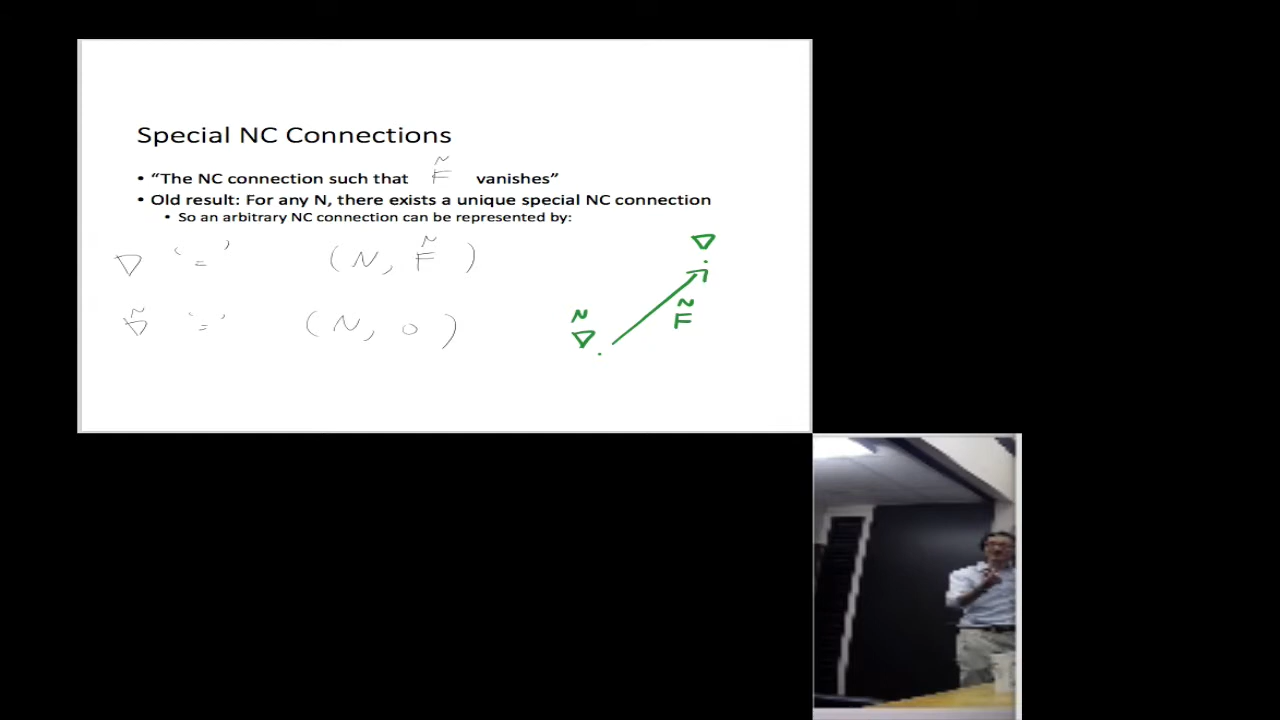 Special NC Connections
• “The NC connection such that F̃ vanishes”
• Old result: For any N, there exists a unique special NC connection
• So an arbitrary NC connection can be represented by:
∇ ‘=’ (N, F̃)
∇̃ ‘=’ (N, 0)
∇
F̃
∇̃